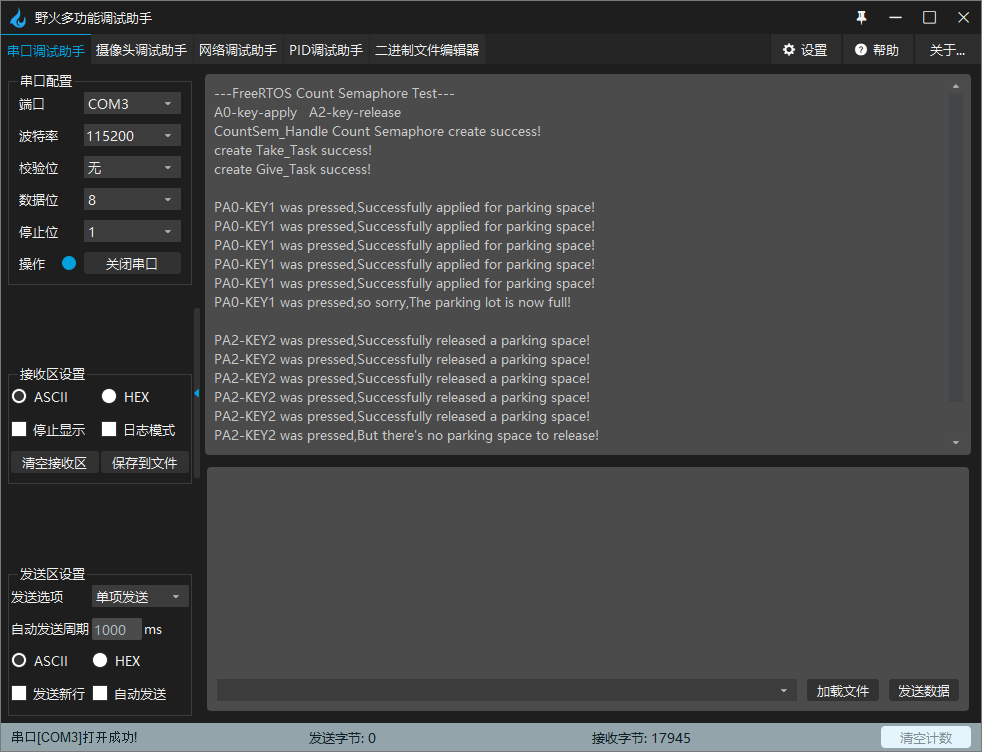 野火多功能调试助手
串口调试助手 摄像头调试助手 网络调试助手 PID调试助手 二进制文件编辑器 设置 帮助 关于...
串口配置
端口 COM3
波特率 115200
校验位 无
数据位 8
停止位 1
操作 关闭串口
接收区设置
ASCII HEX
停止显示 日志模式
清空接收区 保存到文件
发送区设置
发送选项 单项发送
自动发送周期 1000 ms
ASCII HEX
发送新行 自动发送
---FreeRTOS Count Semaphore Test---
A0-key-apply A2-key-release
CountSem_Handle Count Semaphore create success!
create Take_Task success!
create Give_Task success!
PA0-KEY1 was pressed,Successfully applied for parking space!
PA0-KEY1 was pressed,Successfully applied for parking space!
PA0-KEY1 was pressed,Successfully applied for parking space!
PA0-KEY1 was pressed,Successfully applied for parking space!
PA0-KEY1 was pressed,Successfully applied for parking space!
PA0-KEY1 was pressed,so sorry,The parking lot is now full!
PA2-KEY2 was pressed,Successfully released a parking space!
PA2-KEY2 was pressed,Successfully released a parking space!
PA2-KEY2 was pressed,Successfully released a parking space!
PA2-KEY2 was pressed,Successfully released a parking space!
PA2-KEY2 was pressed,Successfully released a parking space!
PA2-KEY2 was pressed,But there's no parking space to release!
加载文件 发送数据
串口[COM3]打开成功! 发送字节: 0 接收字节: 17945 清空计数